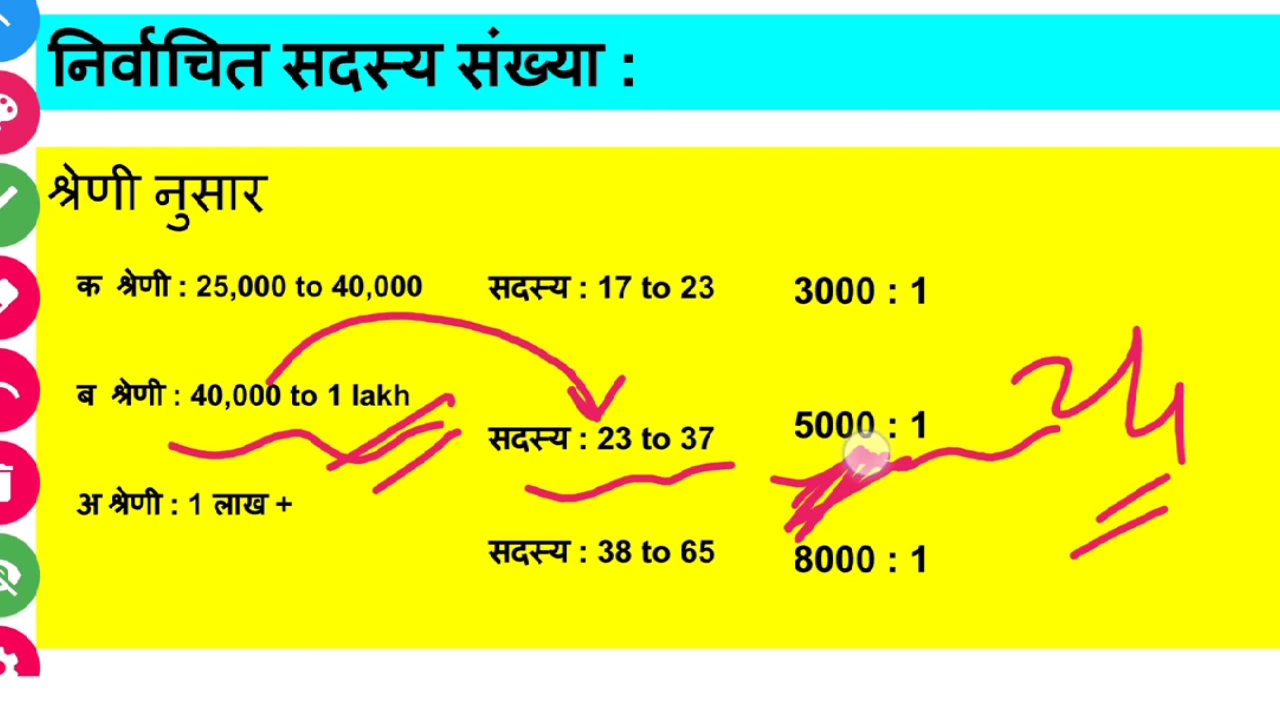 निर्वाचित सदस्य संख्या :
श्रेणी नुसार
क श्रेणी : 25,000 to 40,000 सदस्य : 17 to 23 3000 : 1
ब श्रेणी : 40,000 to 1 lakh
सदस्य : 23 to 37 5000 : 1
अ श्रेणी : 1 लाख +
सदस्य : 38 to 65 8000 : 1